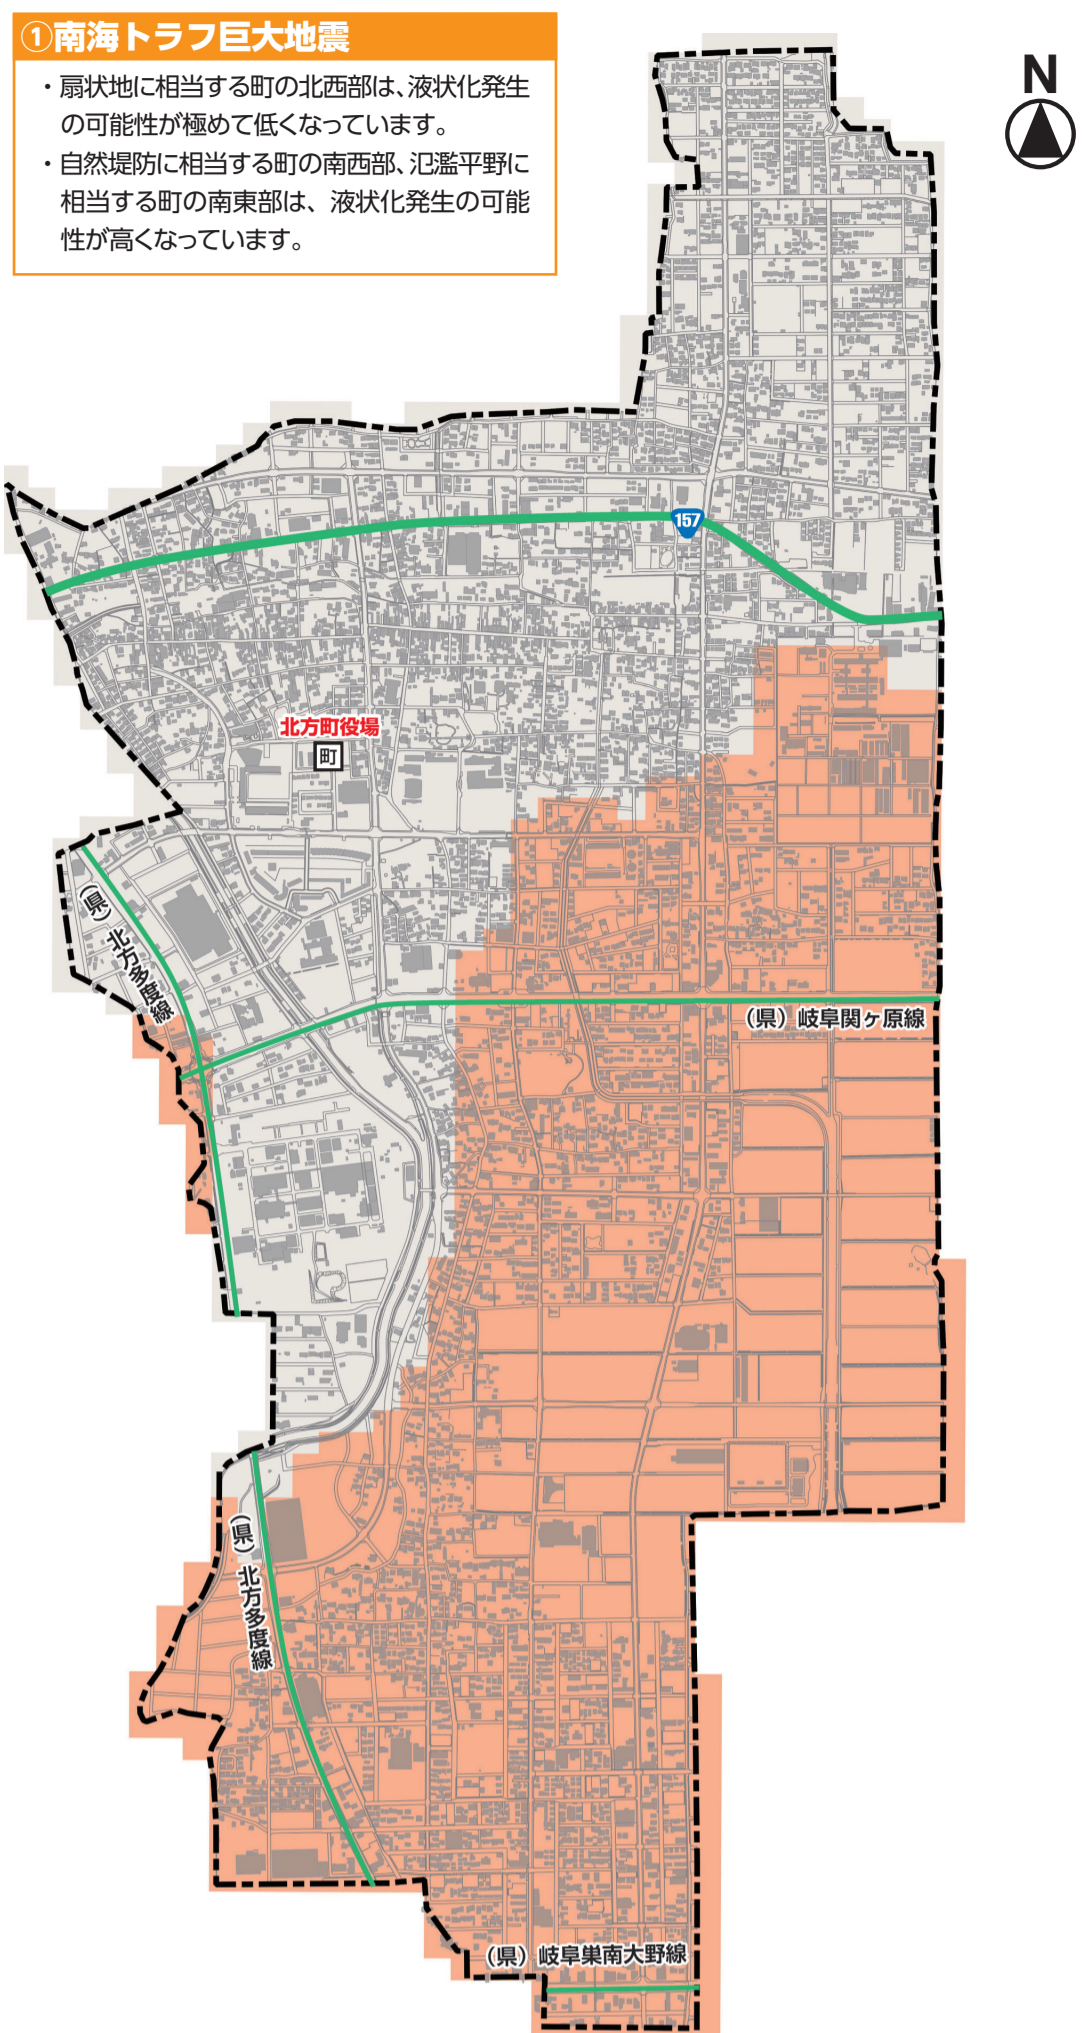 ①南海トラフ巨大地震
・扇状地に相当する町の北西部は、液状化発生
の可能性が極めて低くなっています。
・自然堤防に相当する町の南西部、氾濫平野に
相当する町の南東部は、液状化発生の可能
性が高くなっています。
N
157
北方町役場
町
（県）北方多度線
（県）岐阜関ヶ原線
（県）北方多度線
（県）岐阜巣南大野線